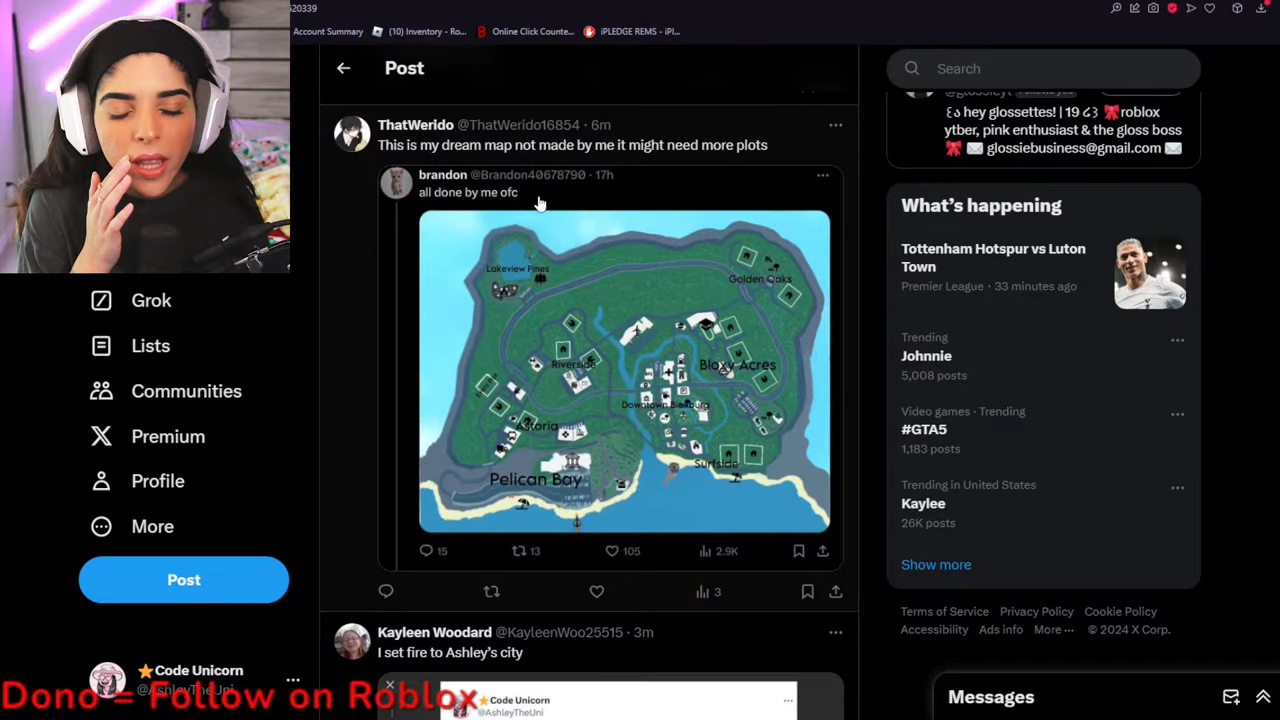 520339
Account Summary
(10) Inventory - Ro...
Online Click Counte...
iPLEDGE REMS - iPl...
Post
ThatWerido @ThatWerido16854 · 6m
This is my dream map not made by me it might need more plots
brandon @Brandon40678790 · 17h
all done by me ofc
Lakeview Pines
Golden Oaks
Riverside
Bloxy Acres
Downtown Bloxburg
Astoria
Surfside
Pelican Bay
15
13
105
2.9K
3
Kayleen Woodard @KayleenWoo25515 · 3m
I set fire to Ashley's city
Code Unicorn
@AshleyTheUni
Grok
Lists
Communities
Premium
Profile
More
Post
Code Unicorn
@AshleyTheUni
Dono = Follow on Roblox
Search
hey glossettes! | 19 roblox
yber, pink enthusiast & the gloss boss
glossiebusiness@gmail.com
What's happening
Tottenham Hotspur vs Luton
Town
Premier League · 33 minutes ago
Trending
Johnnie
5,008 posts
Video games · Trending
#GTA5
1,183 posts
Trending in United States
Kaylee
26K posts
Show more
Terms of Service Privacy Policy Cookie Policy
Accessibility Ads info More ··· © 2024 X Corp.
Messages